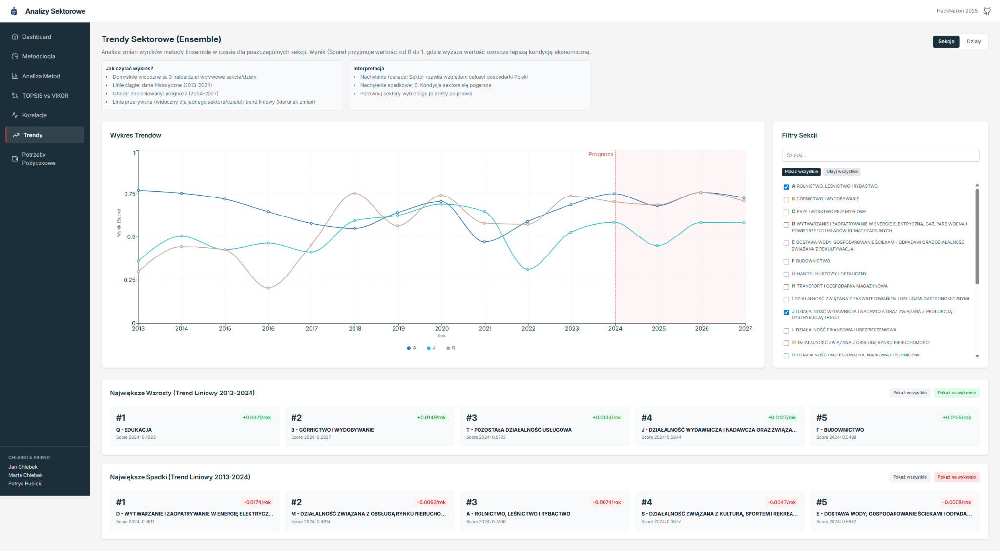 Analizy Sektorowe
HackNation 2025
Dashboard
Metodologia
Analiza Metod
TOPSIS vs VIKOR
Korelacje
Trendy
Potrzeby
Pożyczkowe
CHLEBKI & FRIEND
Jan Chlebek
Marta Chlebek
Patryk Hubicki
Trendy Sektorowe (Ensemble)
Analiza zmian wyników metody Ensemble w czasie dla poszczególnych sekcji. Wynik (Score) przyjmuje wartości od 0 do 1, gdzie wyższa wartość oznacza lepszą kondycję ekonomiczną.
Sekcje
Działy
Jak czytać wykres?
Domyślnie widoczne są 3 najbardziej wpływowe sekcje/działy
Linie ciągłe: dane historyczne (2013-2024)
Obszar zacieniowany: prognoza (2024-2027)
Linia przerywana (widoczny dla jednego sektora/działu): trend liniowy (kierunek zmian)
Interpretacja
Nachylenie rosnące: Sektor rozwija względem całości gospodarki Polski
Nachylenie spadkowe; 0: Kondycja sektora się pogarsza
Porównuj sektory wybierając je z listy po prawej
Wykres Trendów
Prognoza
1
0.75
0.5
0.25
0
Wynik (Score)
2013 2014 2015 2016 2017 2018 2019 2020 2021 2022 2023 2024 2025 2026 2027
Rok
A J Q
Filtry Sekcji
Szukaj...
Pokaż wszystkie
Ukryj wszystkie
A ROLNICTWO, LEŚNICTWO I RYBACTWO
B GÓRNICTWO I WYDOBYWANIE
C PRZETWÓRSTWO PRZEMYSŁOWE
D WYTWARZANIE I ZAOPATRYWANIE W ENERGIĘ ELEKTRYCZNĄ, GAZ, PARĘ WODNĄ I
POWIETRZE DO UKŁADÓW KLIMATYZACYJNYCH
E DOSTAWA WODY; GOSPODAROWANIE ŚCIEKAMI I ODPADAMI ORAZ DZIAŁALNOŚĆ
ZWIĄZANA Z REKULTYWACJĄ
F BUDOWNICTWO
G HANDEL HURTOWY I DETALICZNY
H TRANSPORT I GOSPODARKA MAGAZYNOWA
I DZIAŁALNOŚĆ ZWIĄZANA Z ZAKWATEROWANIEM I USŁUGAMI GASTRONOMICZNYMI
J DZIAŁALNOŚĆ WYDAWNICZA I NADAWCZA ORAZ ZWIĄZANA Z PRODUKCJĄ I
DYSTRYBUCJĄ TREŚCI
L DZIAŁALNOŚĆ FINANSOWA I UBEZPIECZENIOWA
M DZIAŁALNOŚĆ ZWIĄZANA Z OBSŁUGĄ RYNKU NIERUCHOMOŚCI
N DZIAŁALNOŚĆ PROFESJONALNA, NAUKOWA I TECHNICZNA
Największe Wzrosty (Trend Liniowy 2013-2024)
Pokaż wszystkie
Pokaż na wykresie
#1 +0.0371/rok
Q - EDUKACJA
Score 2024: 0.7023
#2 +0.0149/rok
B - GÓRNICTWO I WYDOBYWANIE
Score 2024: 0.2337
#3 +0.0133/rok
T - POZOSTAŁA DZIAŁALNOŚĆ USŁUGOWA
Score 2024: 0.5703
#4 +0.0127/rok
J - DZIAŁALNOŚĆ WYDAWNICZA I NADAWCZA ORAZ ZWIĄZA...
Score 2024: 0.5844
#5 +0.0126/rok
F - BUDOWNICTWO
Score 2024: 0.5488
Największe Spadki (Trend Liniowy 2013-2024)
Pokaż wszystkie
Pokaż na wykresie
#1 -0.0174/rok
D - WYTWARZANIE I ZAOPATRYWANIE W ENERGIĘ ELEKTRYCZ...
Score 2024: 0.3811
#2 -0.0093/rok
M - DZIAŁALNOŚĆ ZWIĄZANA Z OBSŁUGĄ RYNKU NIERUCHO...
Score 2024: 0.4614
#3 -0.0074/rok
A - ROLNICTWO, LEŚNICTWO I RYBACTWO
Score 2024: 0.7496
#4 -0.0047/rok
S - DZIAŁALNOŚĆ ZWIĄZANA Z KULTURĄ, SPORTEM I REKREA...
Score 2024: 0.3877
#5 -0.0008/rok
E - DOSTAWA WODY; GOSPODAROWANIE ŚCIEKAMI I ODPADA...
Score 2024: 0.5642